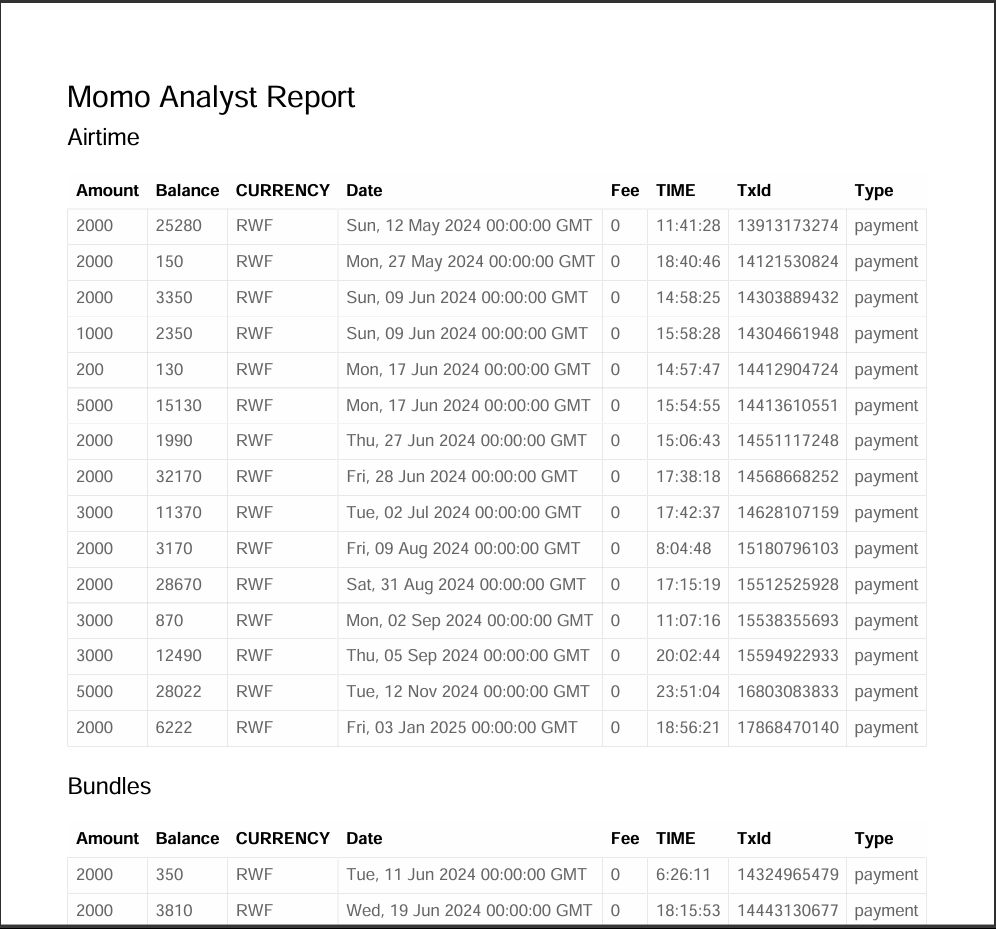 Momo Analyst Report
Airtime
Amount Balance CURRENCY Date Fee TIME TxId Type
2000 25280 RWF Sun, 12 May 2024 00:00:00 GMT 0 11:41:28 13913173274 payment
2000 150 RWF Mon, 27 May 2024 00:00:00 GMT 0 18:40:46 14121530824 payment
2000 3350 RWF Sun, 09 Jun 2024 00:00:00 GMT 0 14:58:25 14303889432 payment
1000 2350 RWF Sun, 09 Jun 2024 00:00:00 GMT 0 15:58:28 14304661948 payment
200 130 RWF Mon, 17 Jun 2024 00:00:00 GMT 0 14:57:47 14412904724 payment
5000 15130 RWF Mon, 17 Jun 2024 00:00:00 GMT 0 15:54:55 14413610551 payment
2000 1990 RWF Thu, 27 Jun 2024 00:00:00 GMT 0 15:06:43 14551117248 payment
2000 32170 RWF Fri, 28 Jun 2024 00:00:00 GMT 0 17:38:18 14568668252 payment
3000 11370 RWF Tue, 02 Jul 2024 00:00:00 GMT 0 17:42:37 14628107159 payment
2000 3170 RWF Fri, 09 Aug 2024 00:00:00 GMT 0 8:04:48 15180796103 payment
2000 28670 RWF Sat, 31 Aug 2024 00:00:00 GMT 0 17:15:19 15512525928 payment
3000 870 RWF Mon, 02 Sep 2024 00:00:00 GMT 0 11:07:16 15538355693 payment
3000 12490 RWF Thu, 05 Sep 2024 00:00:00 GMT 0 20:02:44 15594922933 payment
5000 28022 RWF Tue, 12 Nov 2024 00:00:00 GMT 0 23:51:04 16803083833 payment
2000 6222 RWF Fri, 03 Jan 2025 00:00:00 GMT 0 18:56:21 17868470140 payment
Bundles
Amount Balance CURRENCY Date Fee TIME TxId Type
2000 350 RWF Tue, 11 Jun 2024 00:00:00 GMT 0 6:26:11 14324965479 payment
2000 3810 RWF Wed, 19 Jun 2024 00:00:00 GMT 0 18:15:53 14443130677 payment